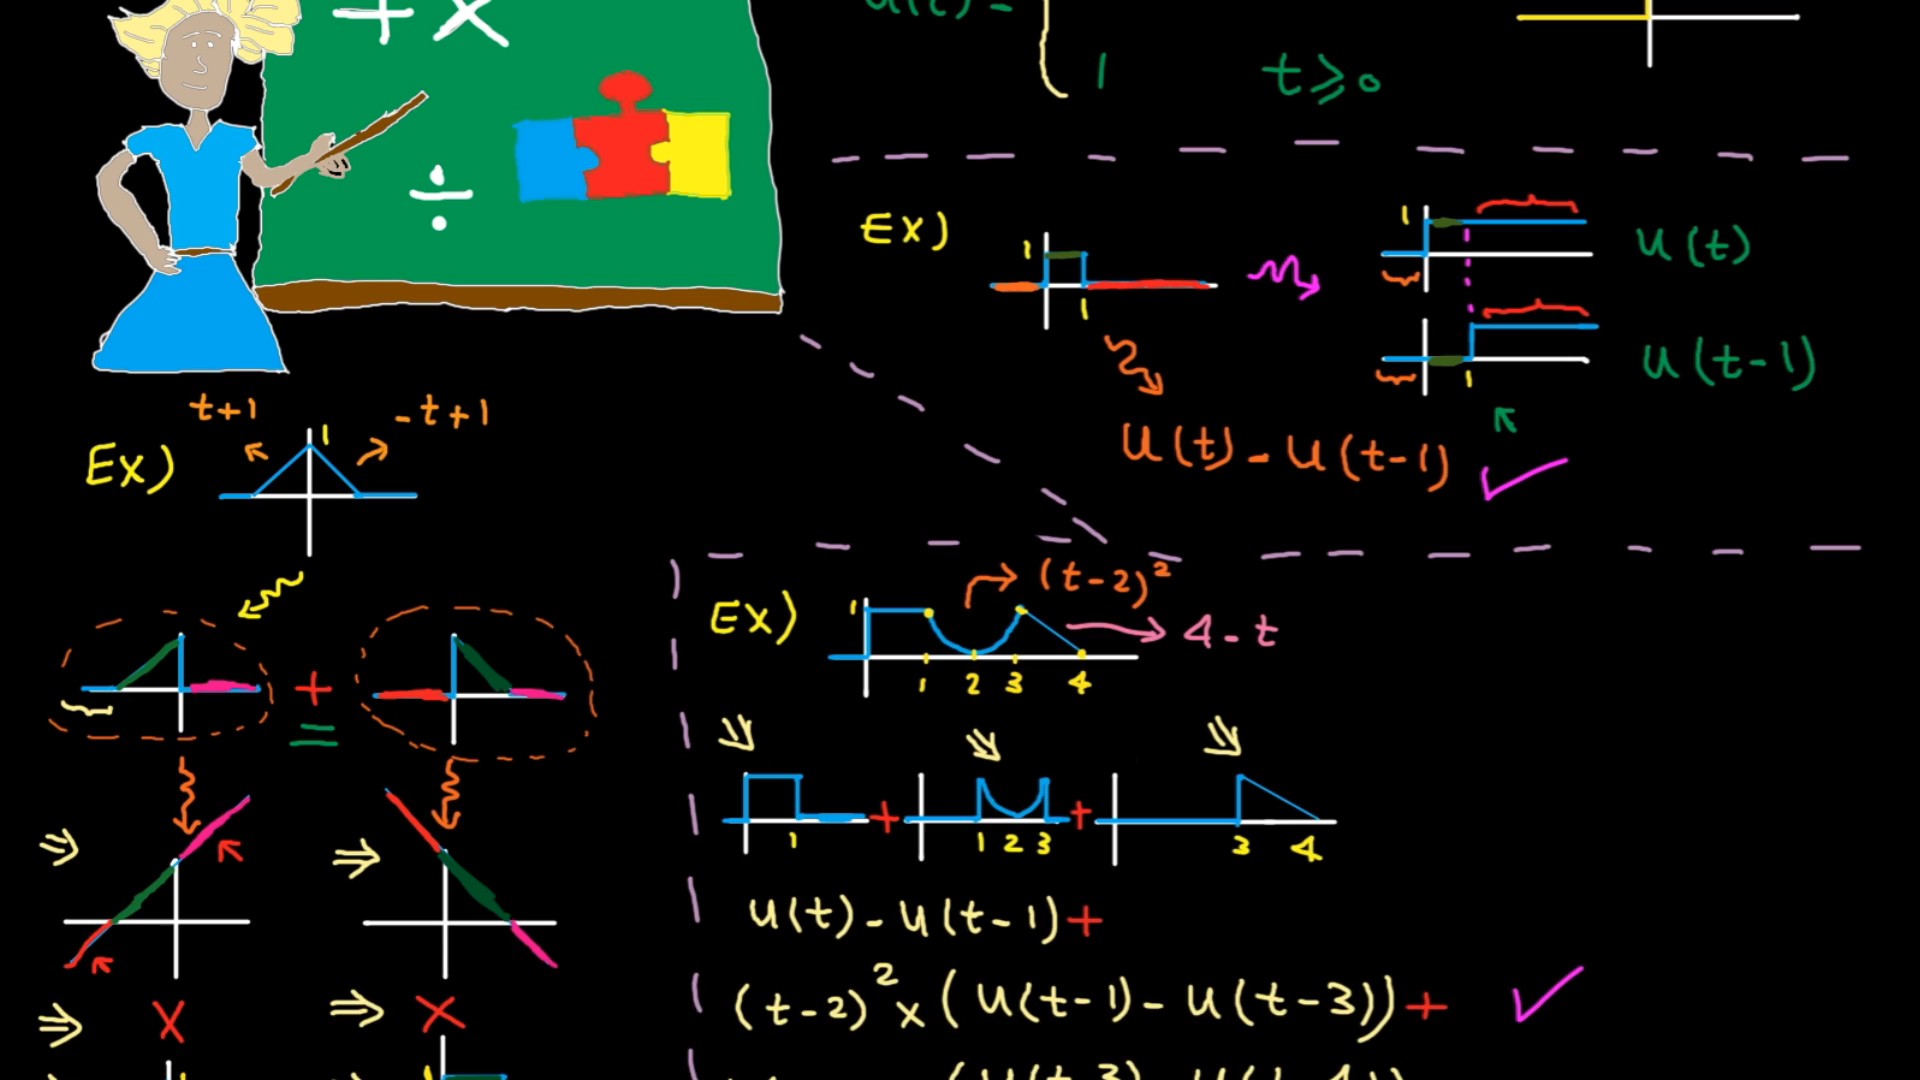 + ×
÷
u(t) =
1 t ≥ 0
EX)
1
1
1
u(t)
1
u(t-1)
u(t) - u(t-1)
t+1
-t+1
EX)
1
+
=
X
X
EX)
(t-2)²
1
4-t
1 2 3 4
+ +
1 1 2 3 3 4
u(t) - u(t-1) +
(t-2)² x (u(t-1) - u(t-3)) +